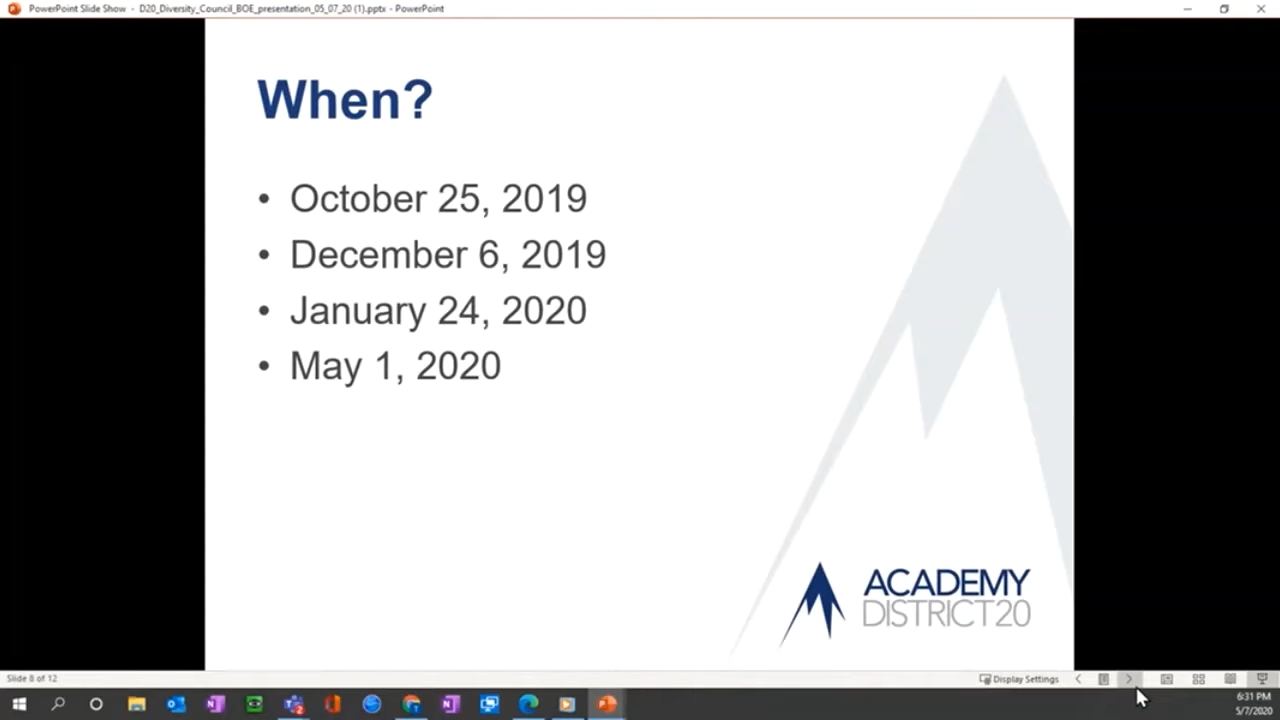 PowerPoint Slide Show - D20_Diversity_Council_BOE_presentation_05_07_20 (1).pptx - PowerPoint
When?
• October 25, 2019
• December 6, 2019
• January 24, 2020
• May 1, 2020
ACADEMY
DISTRICT20
Slide 8 of 12
Display Settings
6:31 PM
5/7/2020